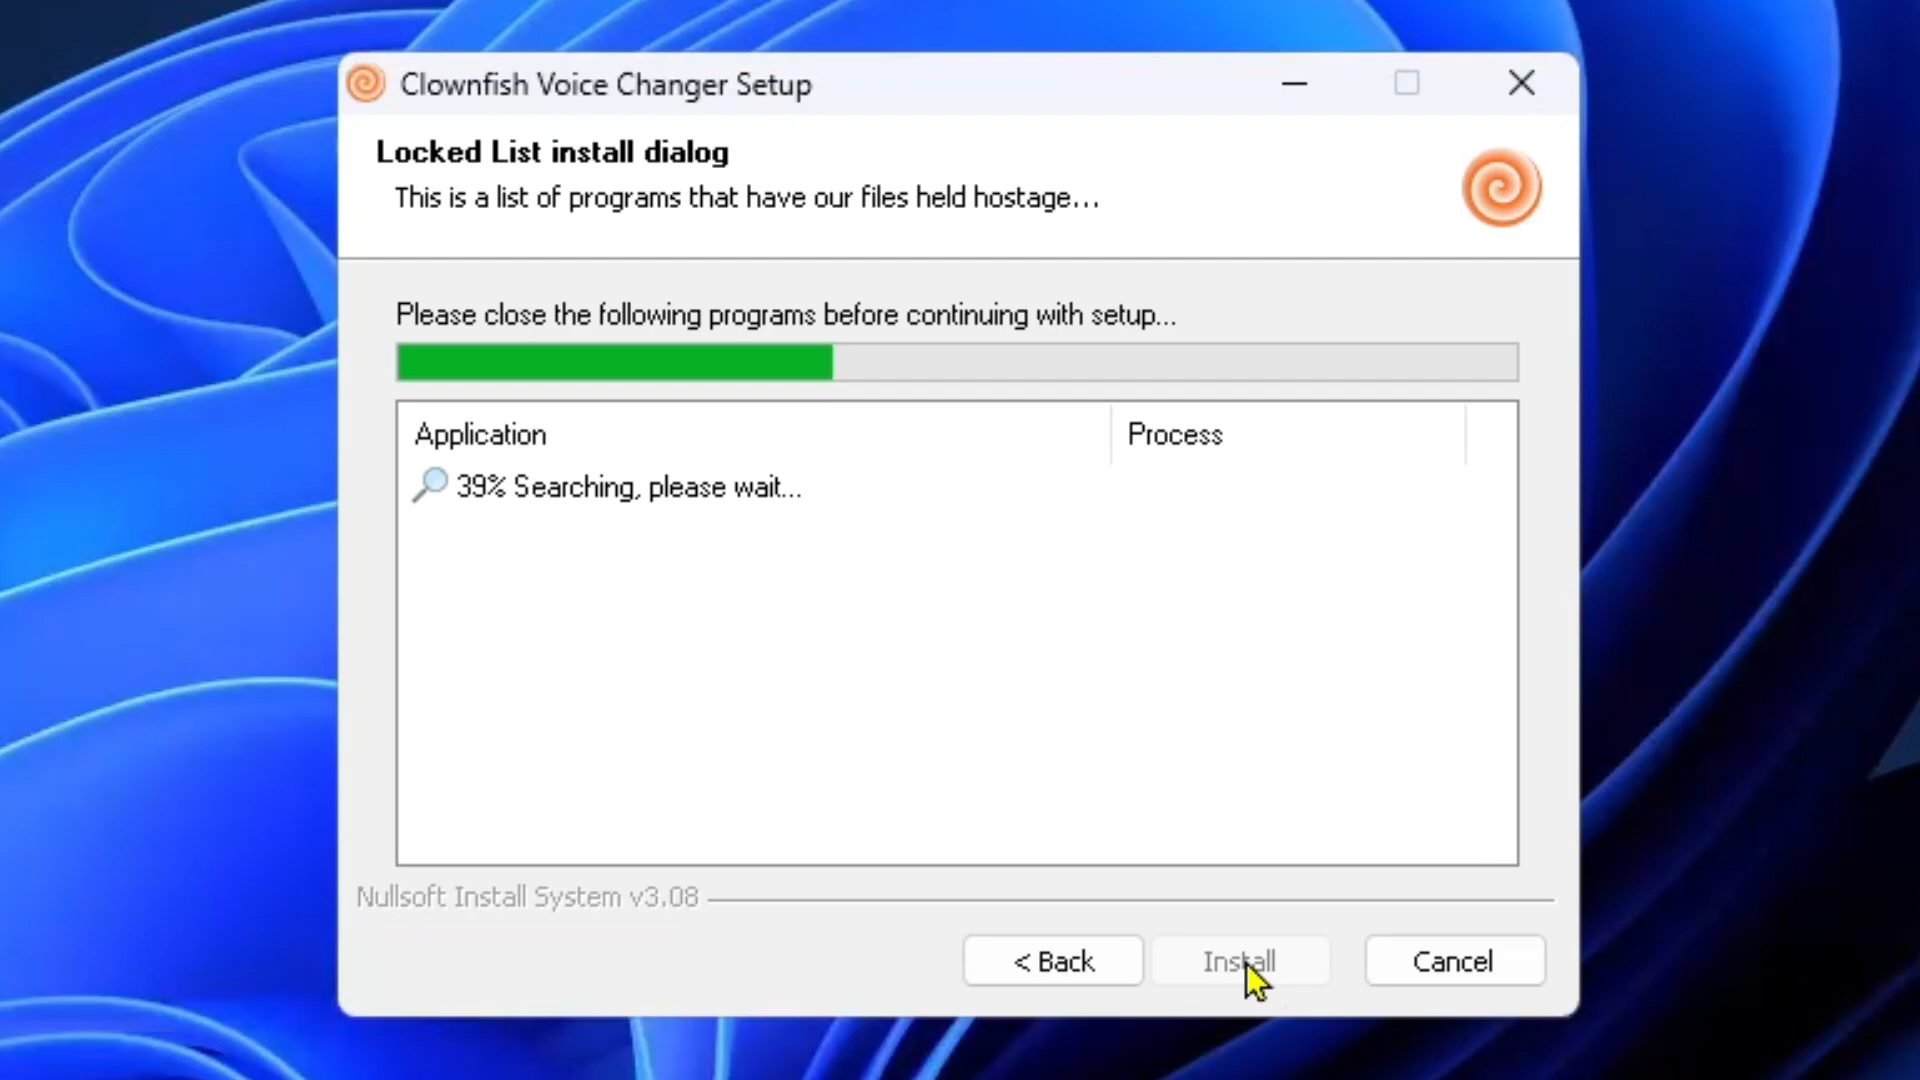 Clownfish Voice Changer Setup
Locked List install dialog
This is a list of programs that have our files held hostage...
Please close the following programs before continuing with setup...
Application Process
39% Searching, please wait...
Nullsoft Install System v3.08
< Back Install Cancel